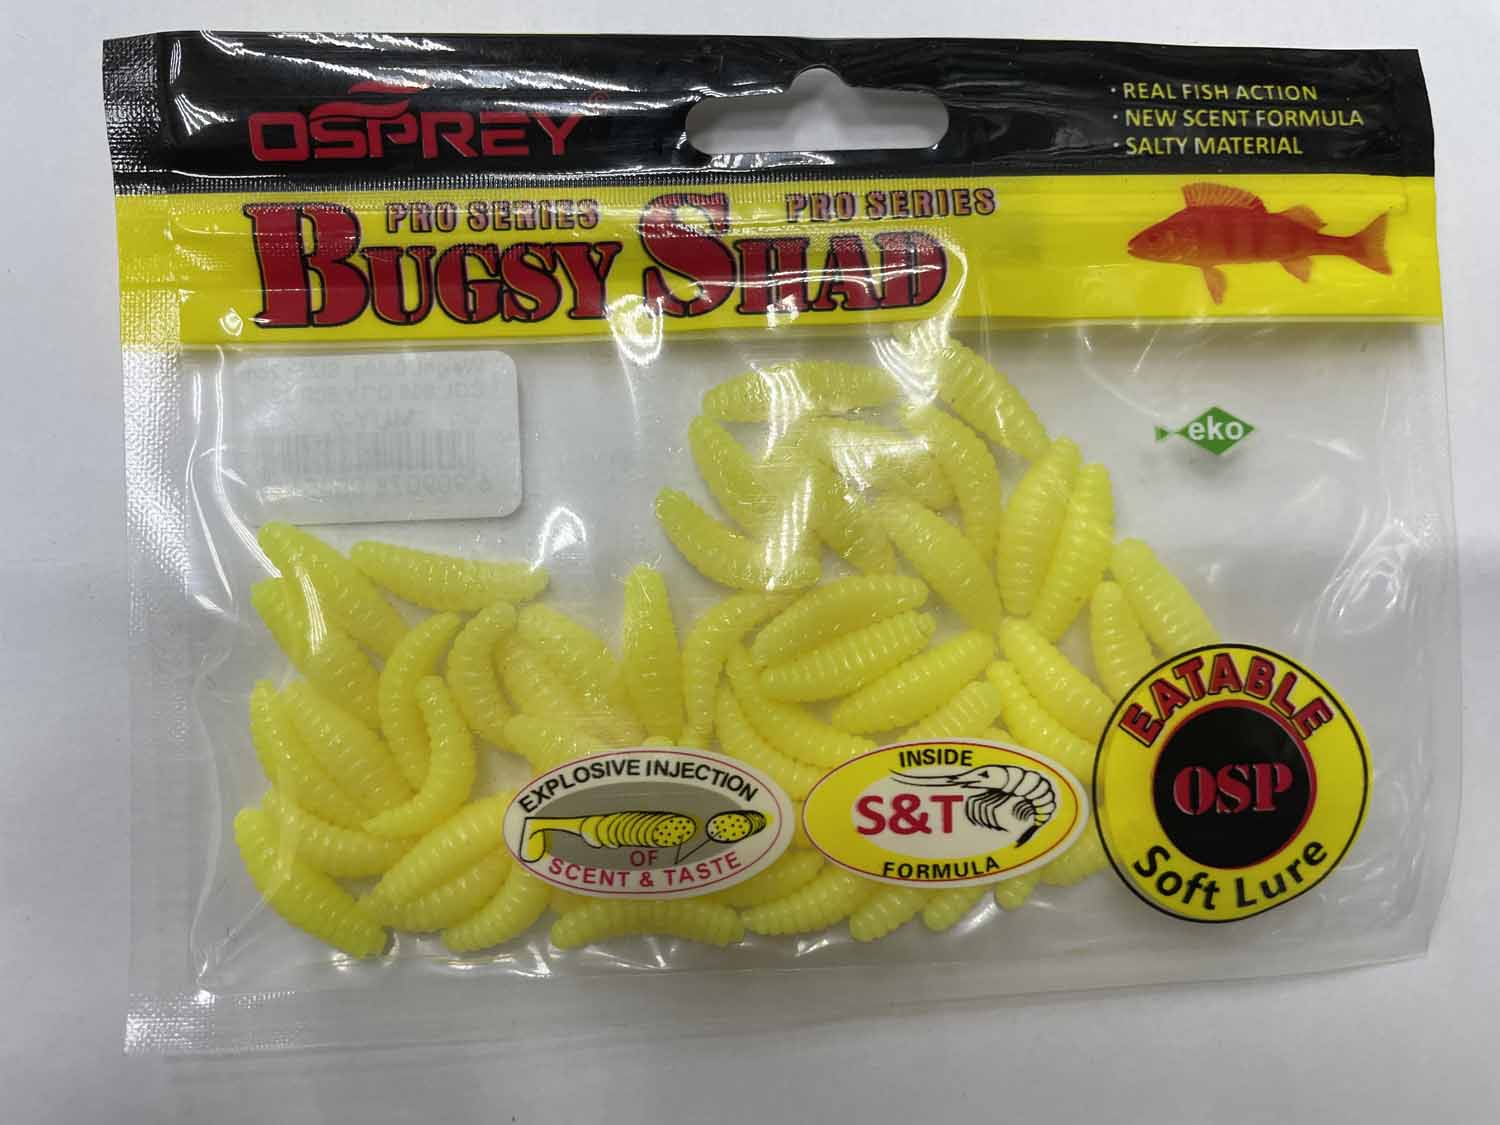 OSPREY®
· REAL FISH ACTION
· NEW SCENT FORMULA
· SALTY MATERIAL
PRO SERIES PRO SERIES
BUGSY SHAD
eko
EXPLOSIVE INJECTION
OF
SCENT & TASTE
INSIDE
S&T
FORMULA
EATABLE
OSP
Soft Lure